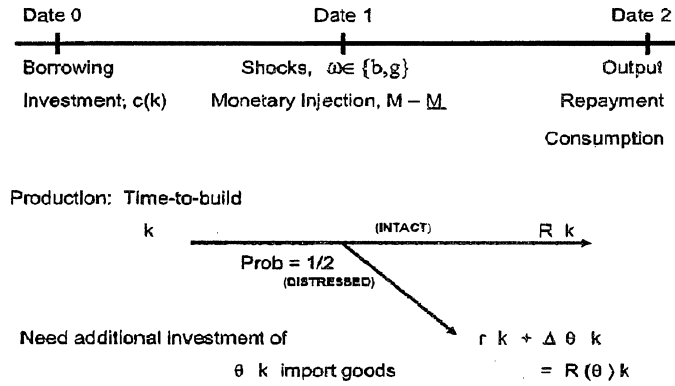 Date 0 Date 1 Date 2
Borrowing Shocks, ω∈ {b,g} Output
Investment, c(k) Monetary Injection, M – M Repayment
Consumption
Production: Time-to-build
k (INTACT) R k
Prob = 1/2
(DISTRESSED)
Need additional investment of r k + Δ θ k
θ k import goods = R(θ)k